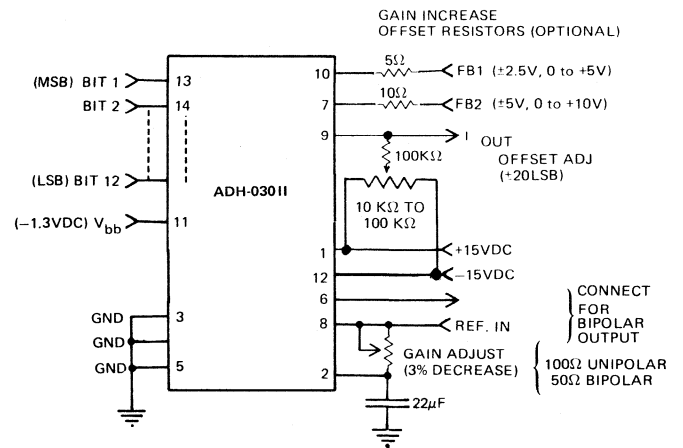 GAIN INCREASE
OFFSET RESISTORS (OPTIONAL)
(MSB) BIT 1
13
10
5Ω
FB1 (±2.5V, 0 to +5V)
BIT 2
14
7
10Ω
FB2 (±5V, 0 to +10V)
9
I OUT
100KΩ
OFFSET ADJ
(±20LSB)
(LSB) BIT 12
ADH-030II
10 KΩ TO
100 KΩ
(−1.3VDC) Vbb
11
1
+15VDC
12
−15VDC
6
CONNECT
FOR
BIPOLAR
OUTPUT
GND
3
8
REF. IN
GND
GAIN ADJUST
(3% DECREASE)
100Ω UNIPOLAR
50Ω BIPOLAR
GND
5
2
22μF